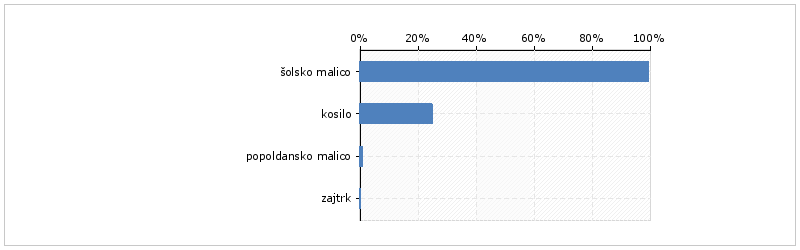 0% 20% 40% 60% 80% 100%
šolsko malico
kosilo
popoldansko malico
zajtrk